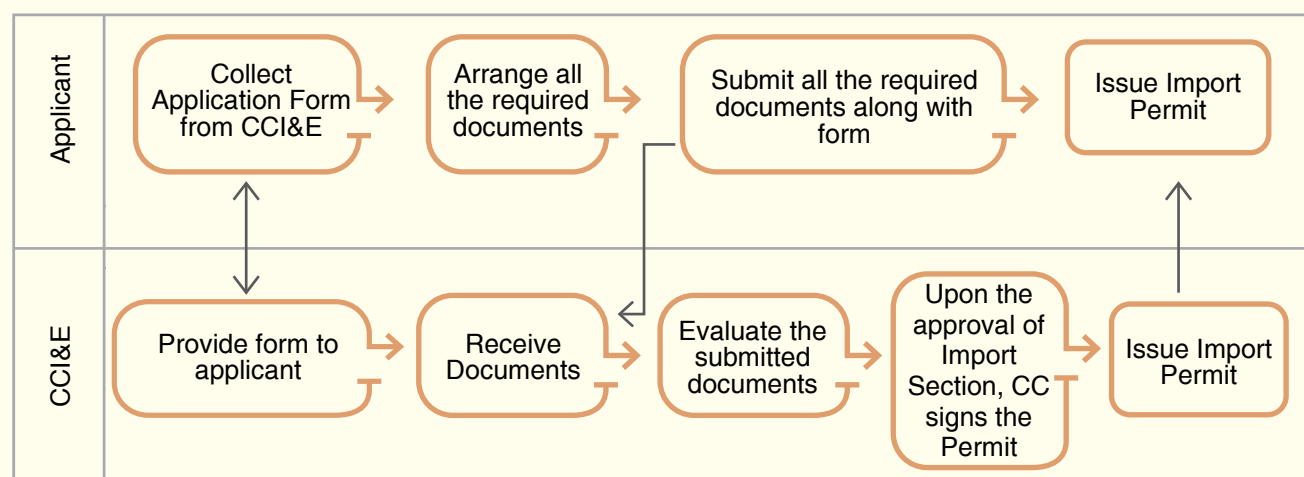 Applicant
Collect
Application Form
from CCI&E
Arrange all
the required
documents
Submit all the required
documents along with
form
Issue Import
Permit
CCI&E
Provide form to
applicant
Receive
Documents
Evaluate the
submitted
documents
Upon the
approval of
Import
Section, CC
signs the
Permit
Issue Import
Permit